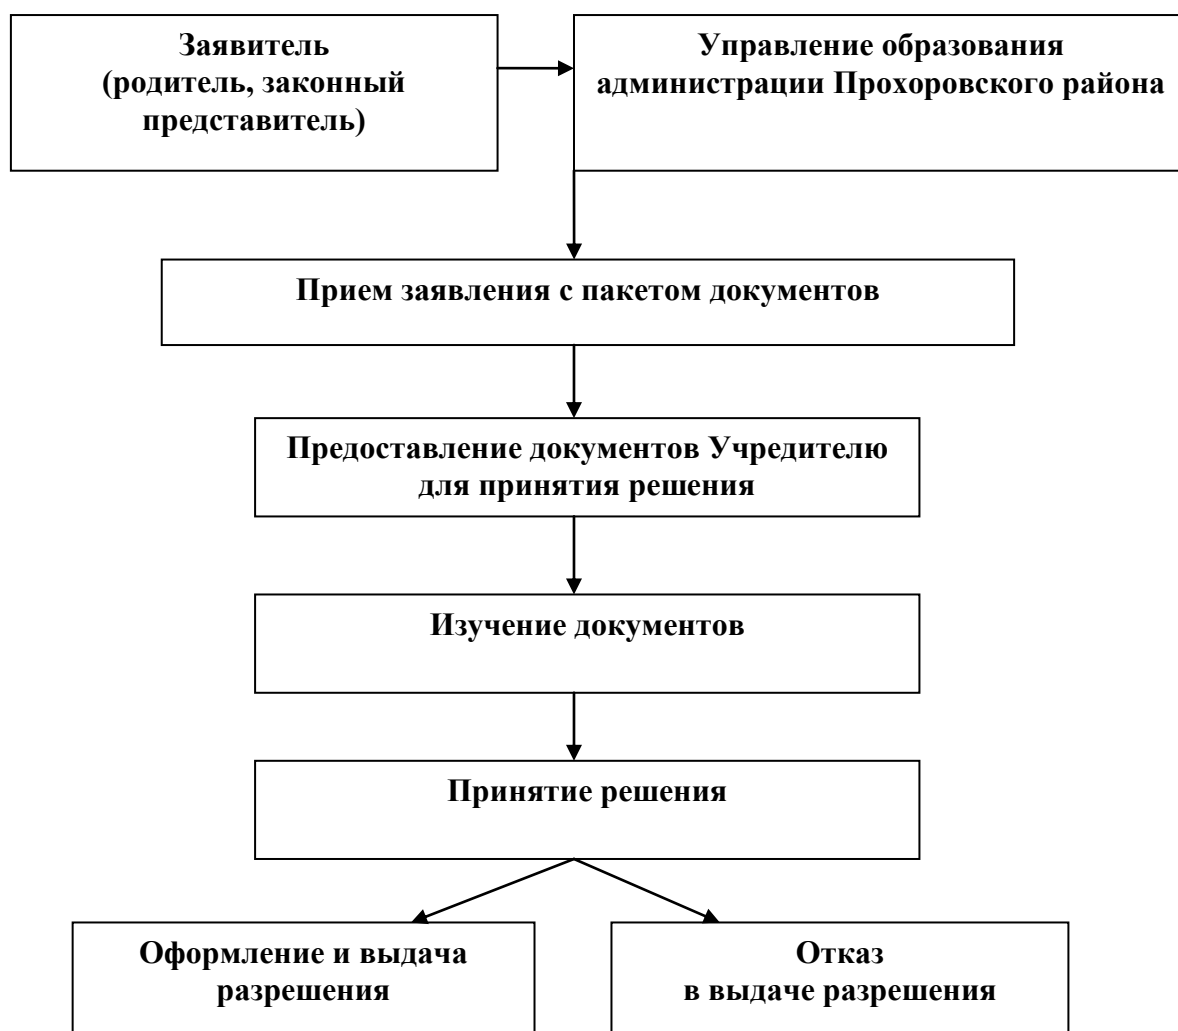 Заявитель
(родитель, законный
представитель)
Управление образования
администрации Прохоровского района
Прием заявления с пакетом документов
Предоставление документов Учредителю
для принятия решения
Изучение документов
Принятие решения
Оформление и выдача
разрешения
Отказ
в выдаче разрешения